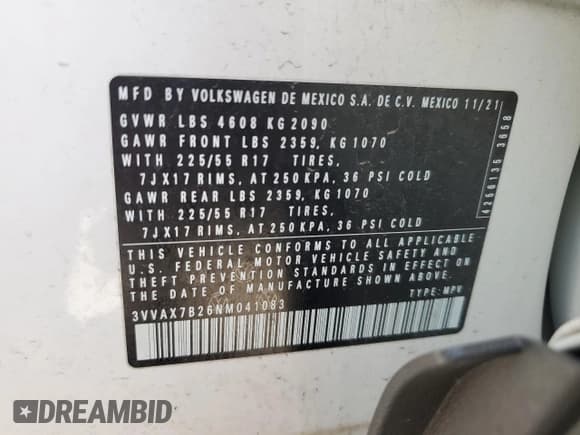 MFD BY VOLKSWAGEN DE MEXICO S.A. DE C.V. MEXICO 11/21
GVWR LBS 4608 KG 2090
GAWR FRONT LBS 2359, KG 1070
WITH 225/55 R17 TIRES,
7JX17 RIMS, AT 250 KPA, 36 PSI COLD
GAWR REAR LBS 2359, KG 1070
WITH 225/55 R17 TIRES,
7JX17 RIMS, AT 250 KPA, 36 PSI COLD
THIS VEHICLE CONFORMS TO ALL APPLICABLE
U.S. FEDERAL MOTOR VEHICLE SAFETY AND
THEFT PREVENTION STANDARDS IN EFFECT ON
THE DATE OF MANUFACTURE SHOWN ABOVE.
3VVAX7B26NM041083 TYPE: MPV
4266135 3658
DREAMBID